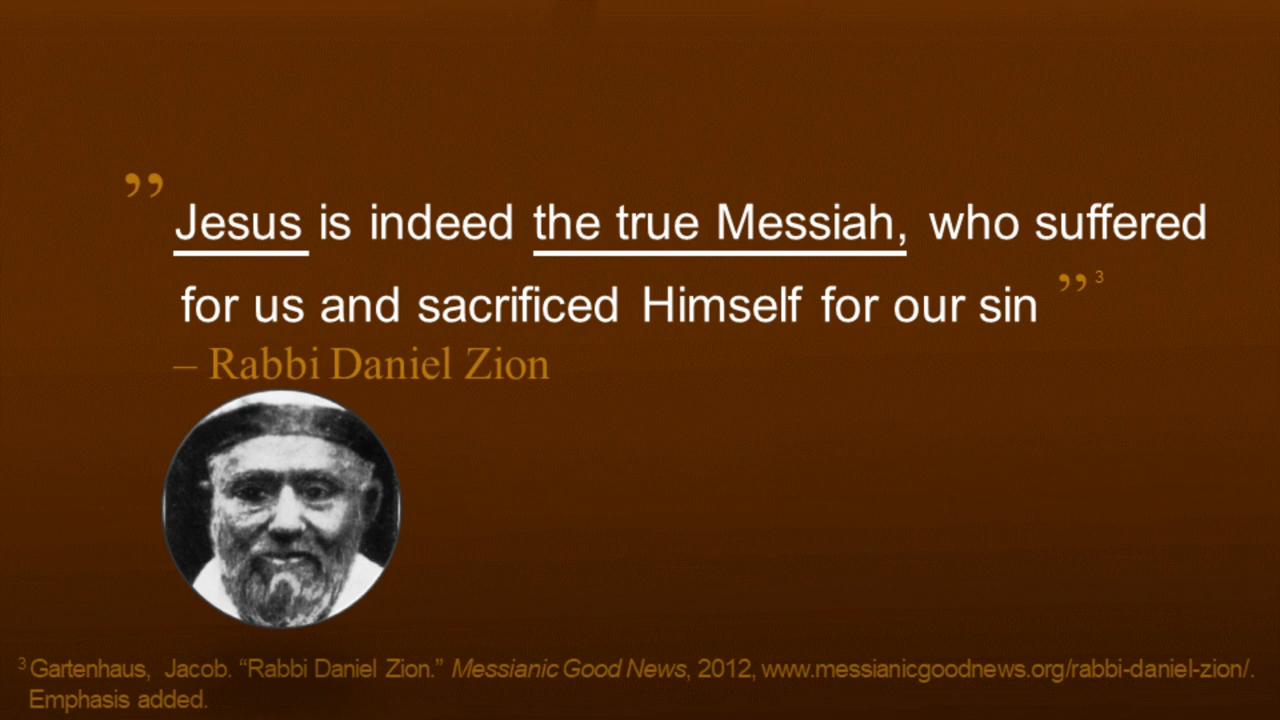 ”Jesus is indeed the true Messiah, who suffered
for us and sacrificed Himself for our sin ”3
– Rabbi Daniel Zion
3 Gartenhaus, Jacob. “Rabbi Daniel Zion.” Messianic Good News, 2012, www.messianicgoodnews.org/rabbi-daniel-zion/.
Emphasis added.